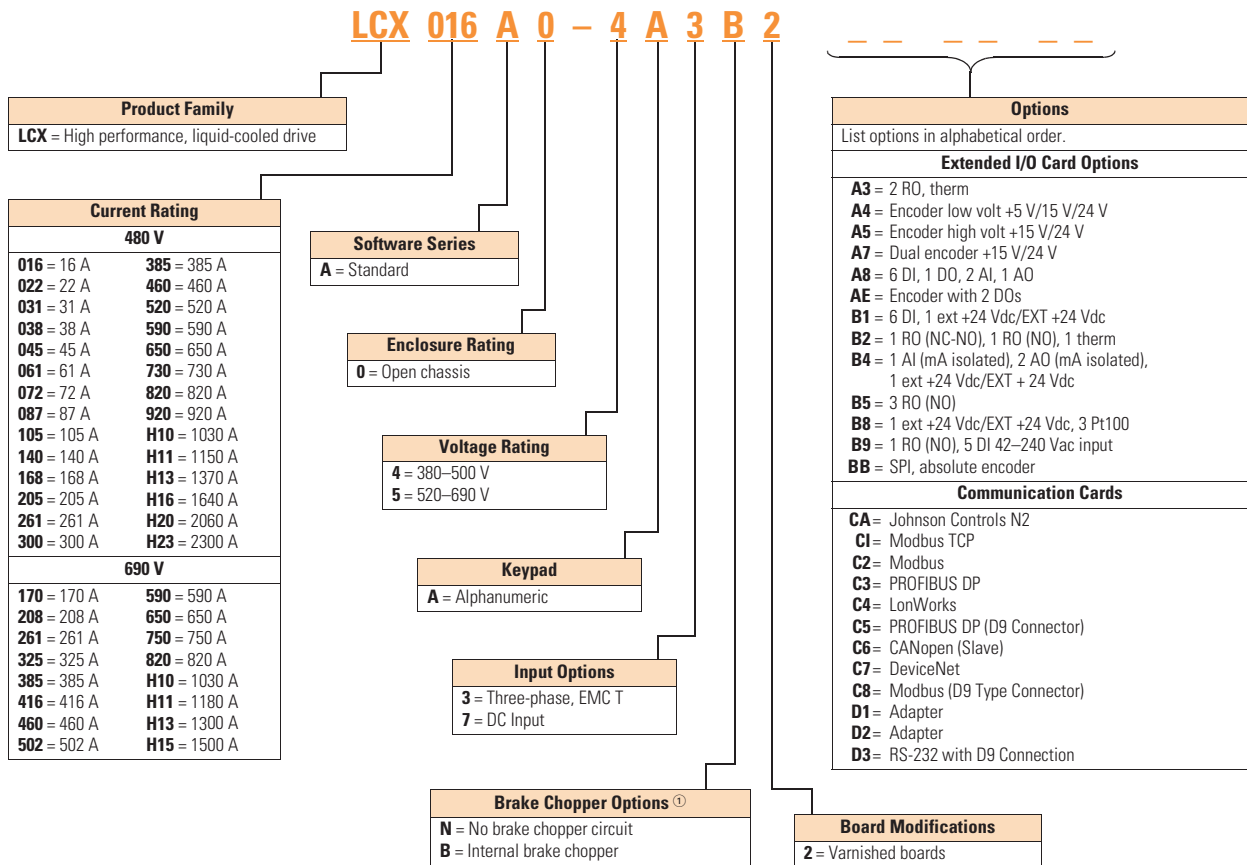 LCX 016 A 0 – 4 A 3 B 2 _ _ _ _ _ _
Product Family
LCX = High performance, liquid-cooled drive
Current Rating
480 V
016 = 16 A 385 = 385 A
022 = 22 A 460 = 460 A
031 = 31 A 520 = 520 A
038 = 38 A 590 = 590 A
045 = 45 A 650 = 650 A
061 = 61 A 730 = 730 A
072 = 72 A 820 = 820 A
087 = 87 A 920 = 920 A
105 = 105 A H10 = 1030 A
140 = 140 A H11 = 1150 A
168 = 168 A H13 = 1370 A
205 = 205 A H16 = 1640 A
261 = 261 A H20 = 2060 A
300 = 300 A H23 = 2300 A
690 V
170 = 170 A 590 = 590 A
208 = 208 A 650 = 650 A
261 = 261 A 750 = 750 A
325 = 325 A 820 = 820 A
385 = 385 A H10 = 1030 A
416 = 416 A H11 = 1180 A
460 = 460 A H13 = 1300 A
502 = 502 A H15 = 1500 A
Software Series
A = Standard
Enclosure Rating
0 = Open chassis
Voltage Rating
4 = 380–500 V
5 = 520–690 V
Keypad
A = Alphanumeric
Input Options
3 = Three-phase, EMC T
7 = DC Input
Brake Chopper Options ①
N = No brake chopper circuit
B = Internal brake chopper
Board Modifications
2 = Varnished boards
Options
List options in alphabetical order.
Extended I/O Card Options
A3 = 2 RO, therm
A4 = Encoder low volt +5 V/15 V/24 V
A5 = Encoder high volt +15 V/24 V
A7 = Dual encoder +15 V/24 V
A8 = 6 DI, 1 DO, 2 AI, 1 AO
AE = Encoder with 2 DOs
B1 = 6 DI, 1 ext +24 Vdc/EXT +24 Vdc
B2 = 1 RO (NC-NO), 1 RO (NO), 1 therm
B4 = 1 AI (mA isolated), 2 AO (mA isolated),
1 ext +24 Vdc/EXT + 24 Vdc
B5 = 3 RO (NO)
B8 = 1 ext +24 Vdc/EXT +24 Vdc, 3 Pt100
B9 = 1 RO (NO), 5 DI 42–240 Vac input
BB = SPI, absolute encoder
Communication Cards
CA = Johnson Controls N2
CI = Modbus TCP
C2 = Modbus
C3 = PROFIBUS DP
C4 = LonWorks
C5 = PROFIBUS DP (D9 Connector)
C6 = CANopen (Slave)
C7 = DeviceNet
C8 = Modbus (D9 Type Connector)
D1 = Adapter
D2 = Adapter
D3 = RS-232 with D9 Connection